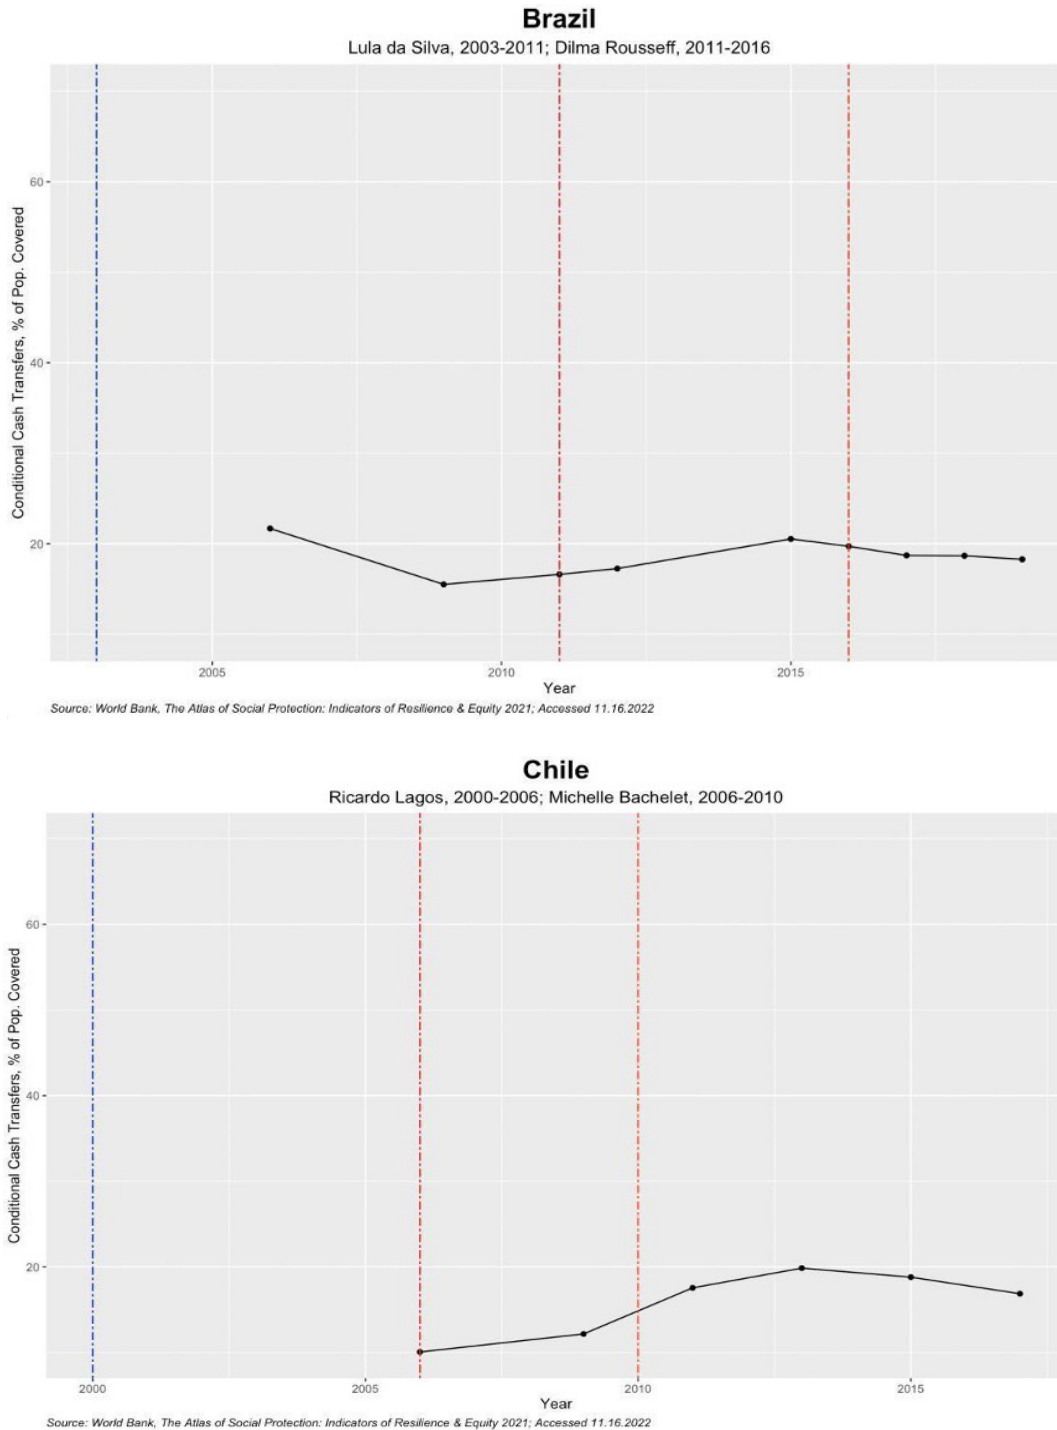 Brazil
Lula da Silva, 2003-2011; Dilma Rousseff, 2011-2016
Conditional Cash Transfers, % of Pop. Covered
60
40
20
2005 2010 2015
Year
Source: World Bank, The Atlas of Social Protection: Indicators of Resilience & Equity 2021; Accessed 11.16.2022
Chile
Ricardo Lagos, 2000-2006; Michelle Bachelet, 2006-2010
Conditional Cash Transfers, % of Pop. Covered
60
40
20
2000 2005 2010 2015
Year
Source: World Bank, The Atlas of Social Protection: Indicators of Resilience & Equity 2021; Accessed 11.16.2022